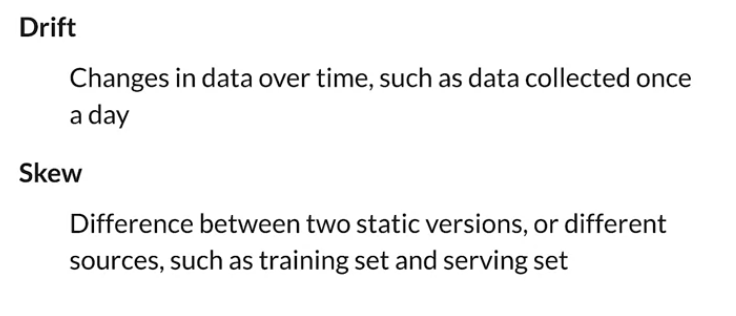 Drift
Changes in data over time, such as data collected once
a day
Skew
Difference between two static versions, or different
sources, such as training set and serving set